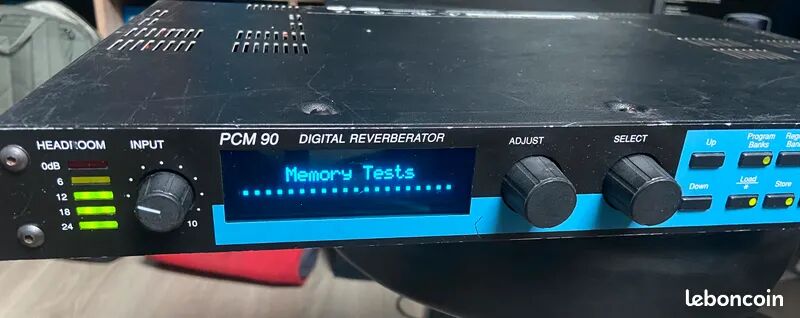 HEADROOM
INPUT
PCM 90 DIGITAL REVERBERATOR
ADJUST
SELECT
0dB
6
12
18
24
10
Memory Tests
Up
Program
Banks
Down
Load
#
Store
leboncoin